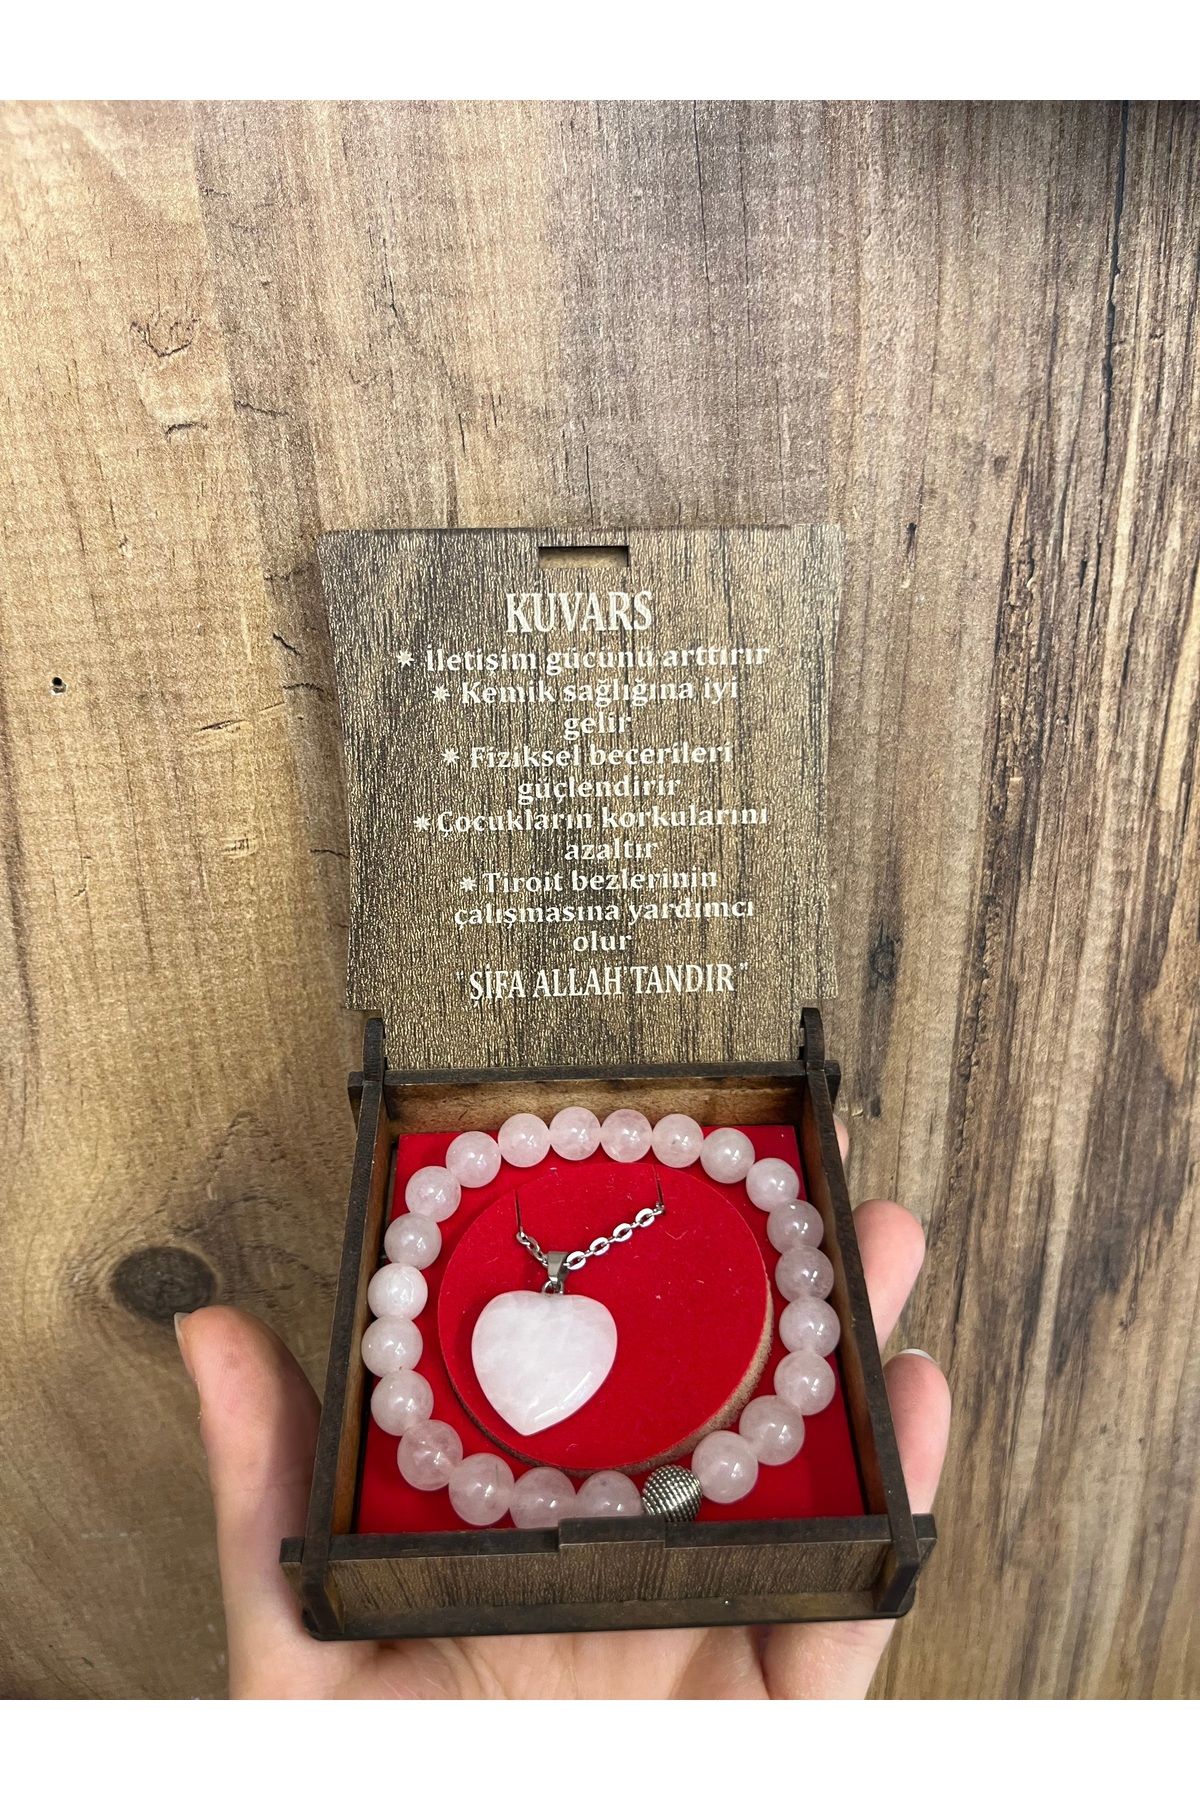 KUVARS
* İletişim gücünü arttırır
* Kemik sağlığına iyi
gelir
* Fiziksel becerileri
güçlendirir
*Çocukların korkularını
azaltır
*Tiroit bezlerinin
çalışmasına yardımcı
olur
"ŞİFA ALLAH'TANDIR"